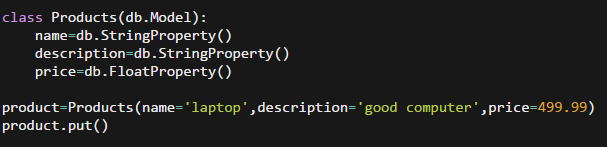 class Products(db.Model):
    name=db.StringProperty()
    description=db.StringProperty()
    price=db.FloatProperty()

product=Products(name='laptop',description='good computer',price=499.99)
product.put()